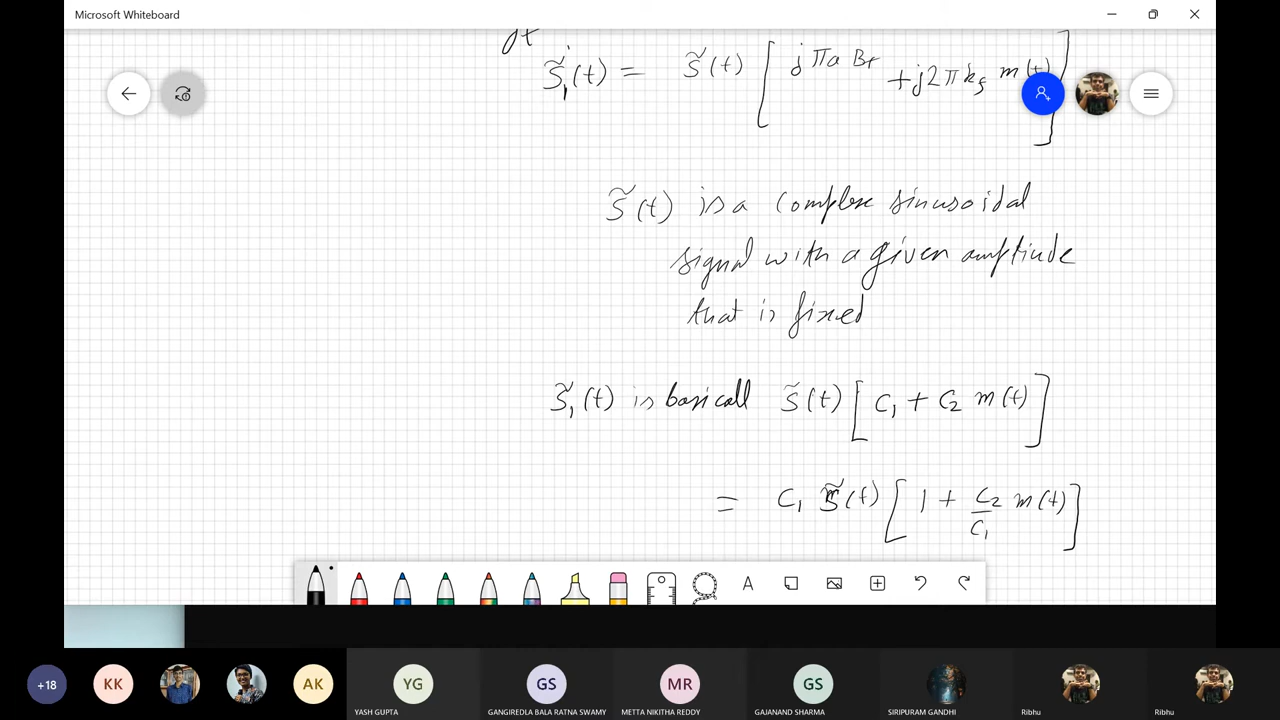 Microsoft Whiteboard
s̃₁(t) = s̃(t) [ jπa B_T + j2πk_f m(t) ]
s̃(t) is a complex sinusoidal
signal with a given amplitude
that is fixed
s̃₁(t) is basicall s̃(t) [ C₁ + C₂ m(t) ]
= C₁ s̃(t) [ 1 + C₂/C₁ m(t) ]
A
+18 KK AK YG GS MR GS
YASH GUPTA GANGIREDLA BALA RATNA SWAMY METTA NIKITHA REDDY GAJANAND SHARMA SIRIPURAM GANDHI Ribhu Ribhu